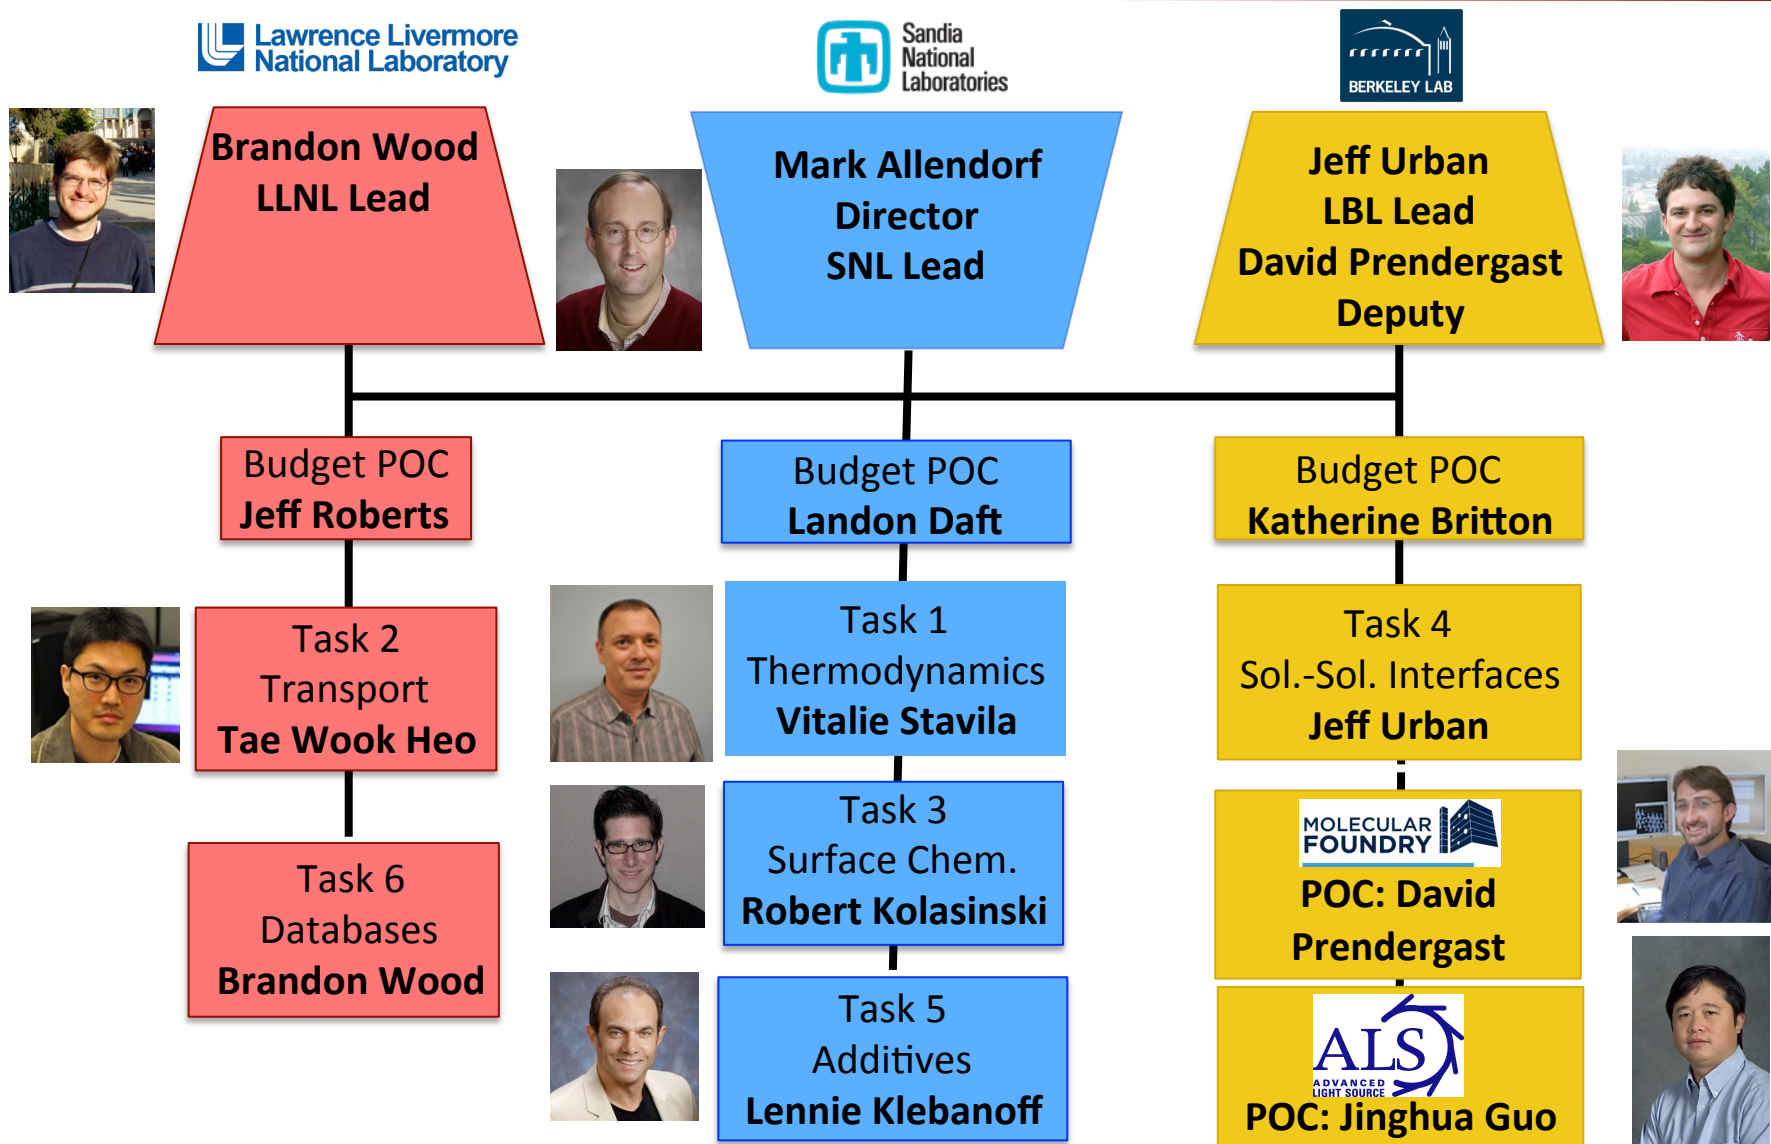 Lawrence Livermore
National Laboratory
Sandia
National
Laboratories
BERKELEY LAB
Brandon Wood
LLNL Lead
Mark Allendorf
Director
SNL Lead
Jeff Urban
LBL Lead
David Prendergast
Deputy
Budget POC
Jeff Roberts
Budget POC
Landon Daft
Budget POC
Katherine Britton
Task 2
Transport
Tae Wook Heo
Task 1
Thermodynamics
Vitalie Stavila
Task 4
Sol.-Sol. Interfaces
Jeff Urban
Task 6
Databases
Brandon Wood
Task 3
Surface Chem.
Robert Kolasinski
MOLECULAR
FOUNDRY
POC: David
Prendergast
Task 5
Additives
Lennie Klebanoff
ALS
ADVANCED
LIGHT SOURCE
POC: Jinghua Guo